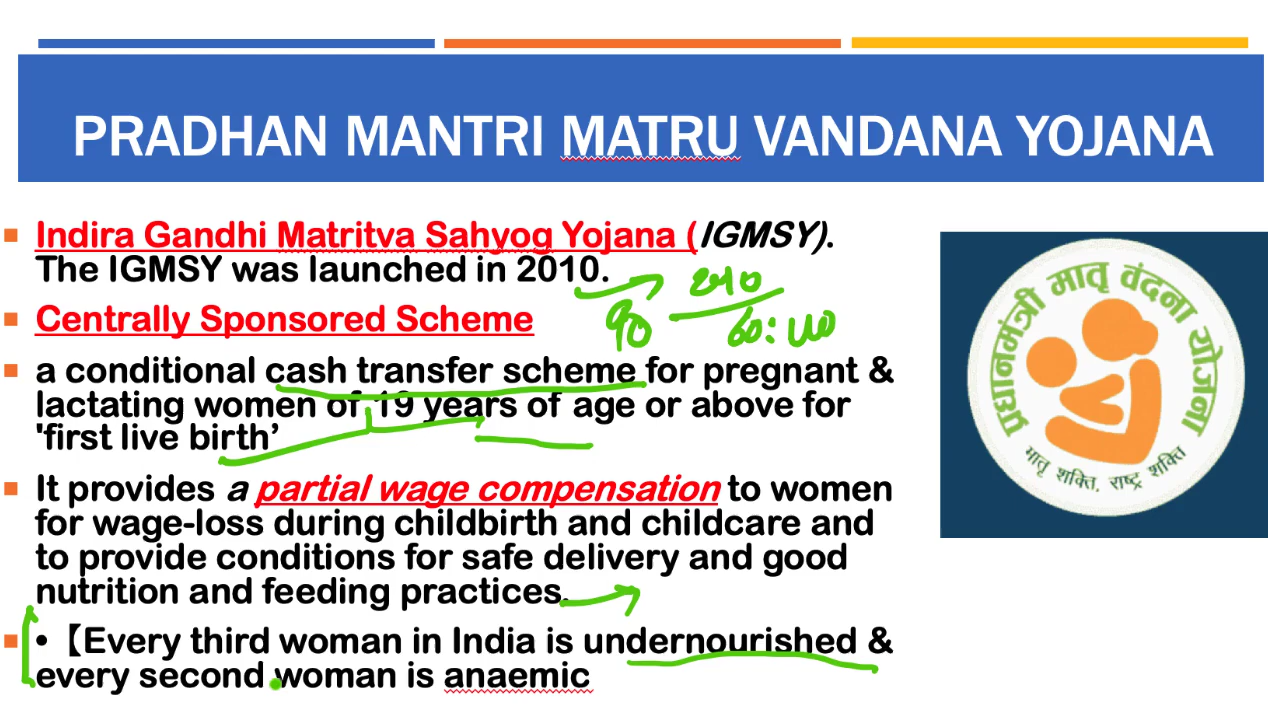 PRADHAN MANTRI MATRU VANDANA YOJANA
Indira Gandhi Matritva Sahyog Yojana (IGMSY).
The IGMSY was launched in 2010.
Centrally Sponsored Scheme
90
60:40
a conditional cash transfer scheme for pregnant &
lactating women of 19 years of age or above for
'first live birth’
It provides a partial wage compensation to women
for wage-loss during childbirth and childcare and
to provide conditions for safe delivery and good
nutrition and feeding practices.
•【Every third woman in India is undernourished &
every second woman is anaemic
प्रधानमंत्री मातृ वंदना योजना
मातृ शक्ति, राष्ट्र शक्ति